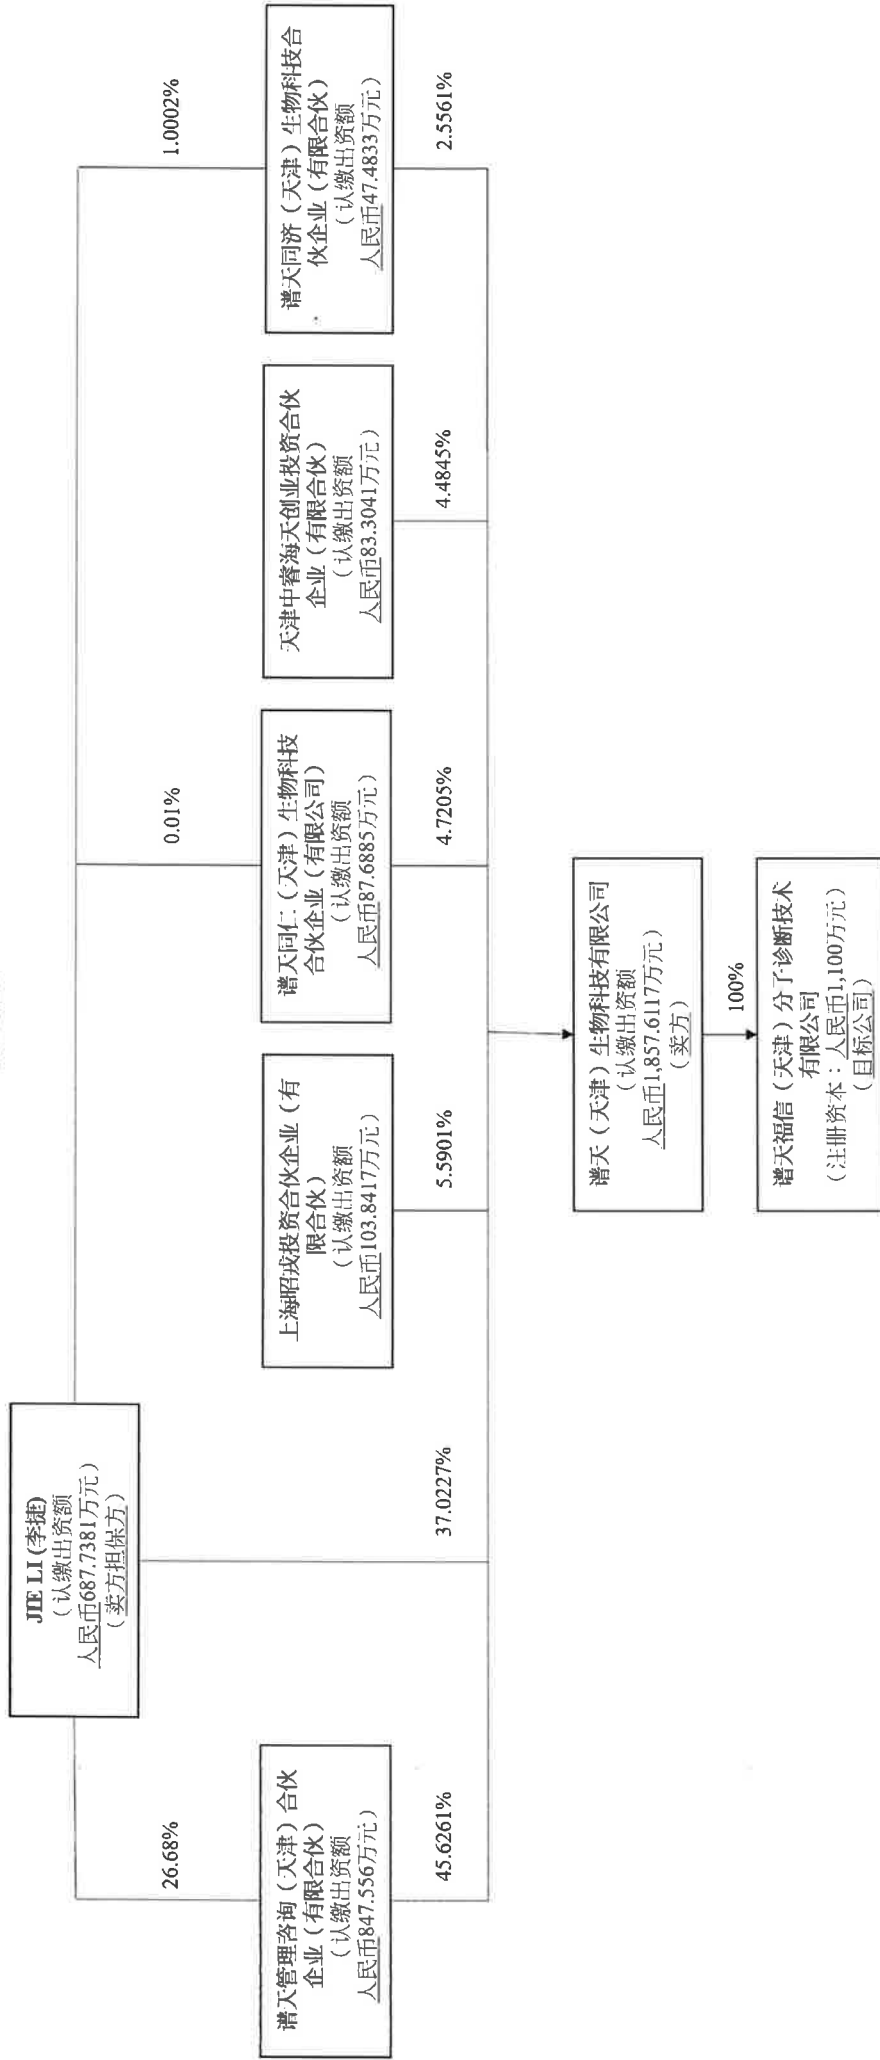 JIE LI (李捷)
（认缴出资额
人民币687.7381万元）
（卖方担保方）
26.68%
0.01%
1.0002%
谱天管理咨询（天津）合伙
企业（有限合伙）
（认缴出资额
人民币847.556万元）
上海昭戎投资合伙企业（有
限合伙）
（认缴出资额
人民币103.8417万元）
谱天同仁（天津）生物科技
合伙企业（有限公司）
（认缴出资额
人民币87.6885万元）
天津中睿海天创业投资合伙
企业（有限合伙）
（认缴出资额
人民币83.3041万元）
谱天同济（天津）生物科技合
伙企业（有限合伙）
（认缴出资额
人民币47.4833万元）
45.6261%
37.0227%
5.5901%
4.7205%
4.4845%
2.5561%
谱天（天津）生物科技有限公司
（认缴出资额
人民币1,857.6117万元）
（卖方）
100%
谱天福信（天津）分子诊断技术
有限公司
（注册资本：人民币1,100万元）
（目标公司）